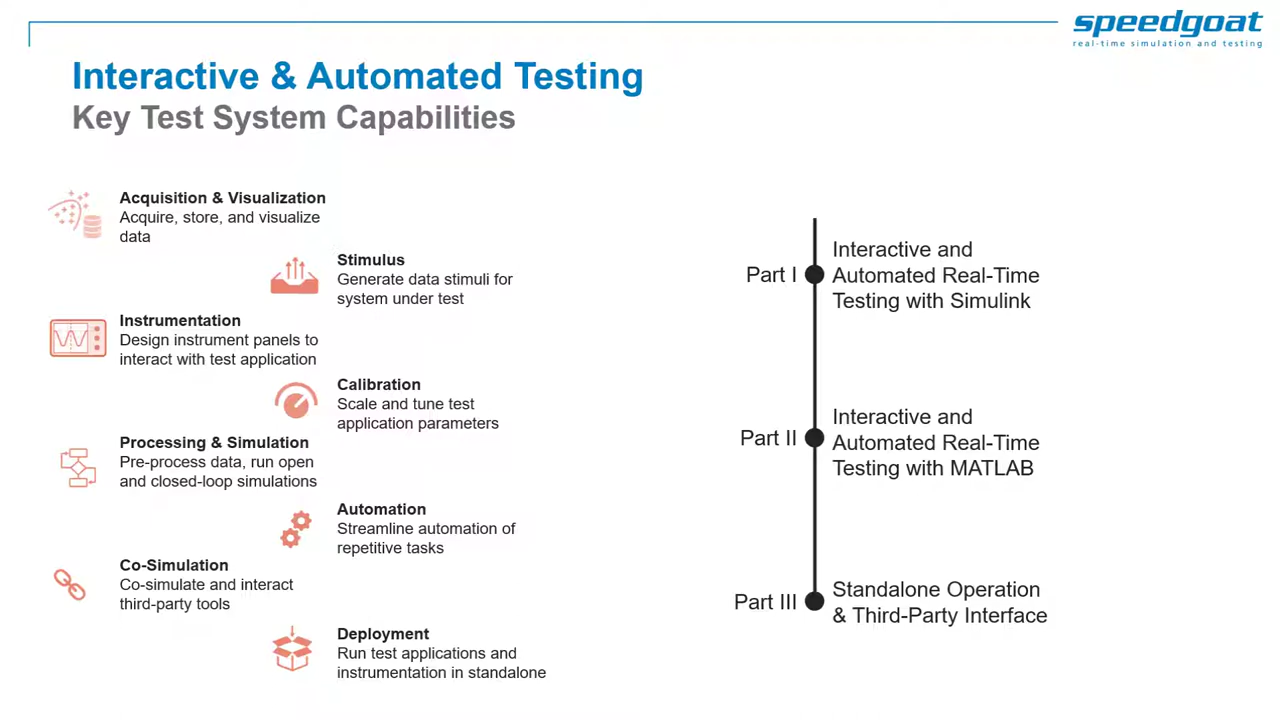 speedgoat
real-time simulation and testing
Interactive & Automated Testing
Key Test System Capabilities
Acquisition & Visualization
Acquire, store, and visualize
data
Stimulus
Generate data stimuli for
system under test
Instrumentation
Design instrument panels to
interact with test application
Calibration
Scale and tune test
application parameters
Processing & Simulation
Pre-process data, run open
and closed-loop simulations
Automation
Streamline automation of
repetitive tasks
Co-Simulation
Co-simulate and interact
third-party tools
Deployment
Run test applications and
instrumentation in standalone
Part I
Interactive and
Automated Real-Time
Testing with Simulink
Part II
Interactive and
Automated Real-Time
Testing with MATLAB
Part III
Standalone Operation
& Third-Party Interface